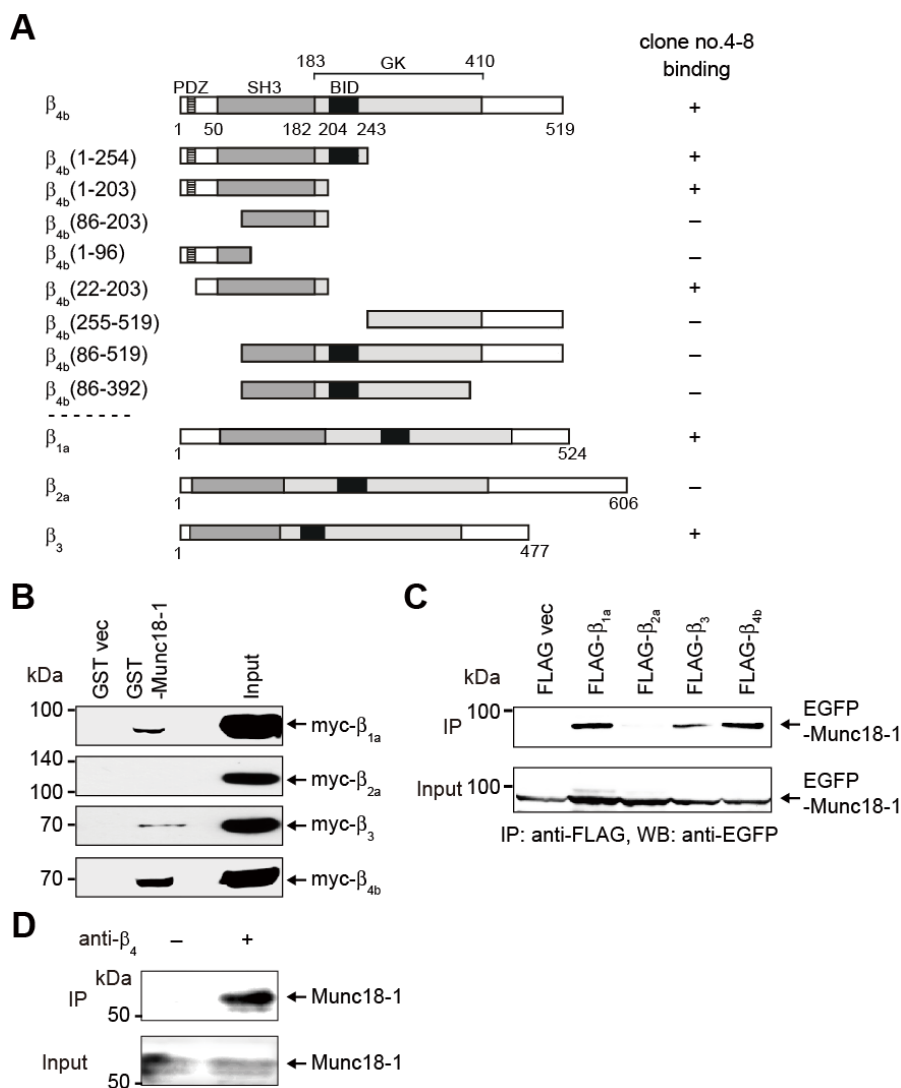 A
clone no.4-8
binding
183 GK 410
PDZ SH3 BID
β4b +
1 50 182 204 243 519
β4b(1-254) +
β4b(1-203) +
β4b(86-203) –
β4b(1-96) –
β4b(22-203) +
β4b(255-519) –
β4b(86-519) –
β4b(86-392) –
β1a +
1 524
β2a –
1 606
β3 +
1 477
B
kDa GST vec GST -Munc18-1 Input
100 myc-β1a
140
myc-β2a
100
70 myc-β3
70 myc-β4b
C
kDa FLAG vec FLAG-β1a FLAG-β2a FLAG-β3 FLAG-β4b
100
IP EGFP
-Munc18-1
Input 100 EGFP
-Munc18-1
IP: anti-FLAG, WB: anti-EGFP
D
anti-β4 – +
kDa
IP Munc18-1
50
Input Munc18-1
50